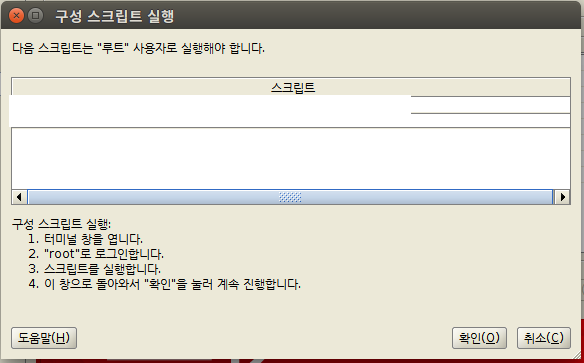 구성 스크립트 실행
다음 스크립트는 "루트" 사용자로 실행해야 합니다.
스크립트
구성 스크립트 실행:
1. 터미널 창을 엽니다.
2. "root"로 로그인합니다.
3. 스크립트를 실행합니다.
4. 이 창으로 돌아와서 "확인"을 눌러 계속 진행합니다.
도움말(H) 확인(O) 취소(C)